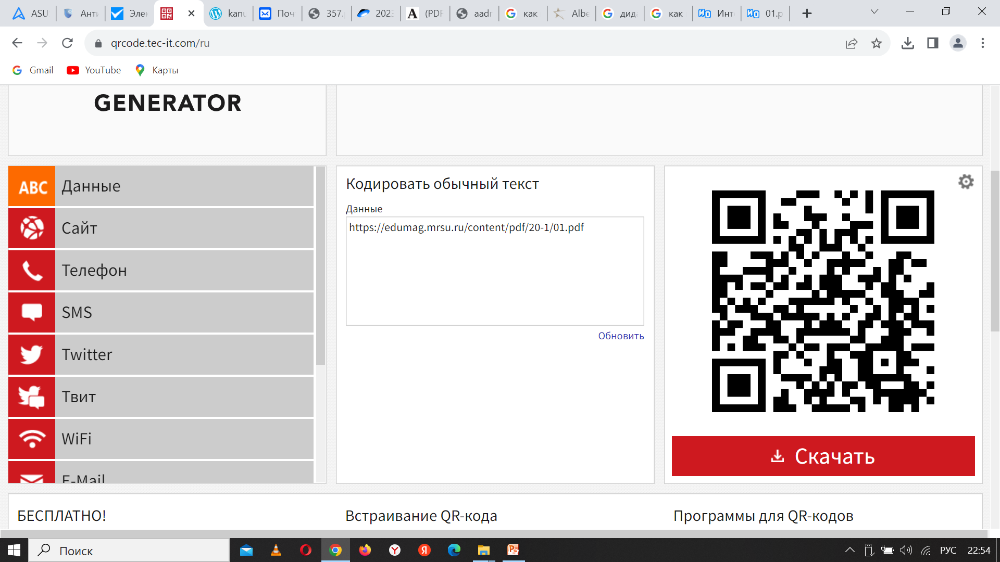 ASU
Анти
Элек
kanu
Поч
357.
2023
(PDF
aadr
как
Albe
дида
как
Инте
01.p
qrcode.tec-it.com/ru
Gmail
YouTube
Карты
GENERATOR
ABC
Данные
Сайт
Телефон
SMS
Twitter
Твит
WiFi
E-Mail
Кодировать обычный текст
Данные
https://edumag.mrsu.ru/content/pdf/20-1/01.pdf
Обновить
Скачать
БЕСПЛАТНО!
Встраивание QR-кода
Программы для QR-кодов
Поиск
РУС
22:54